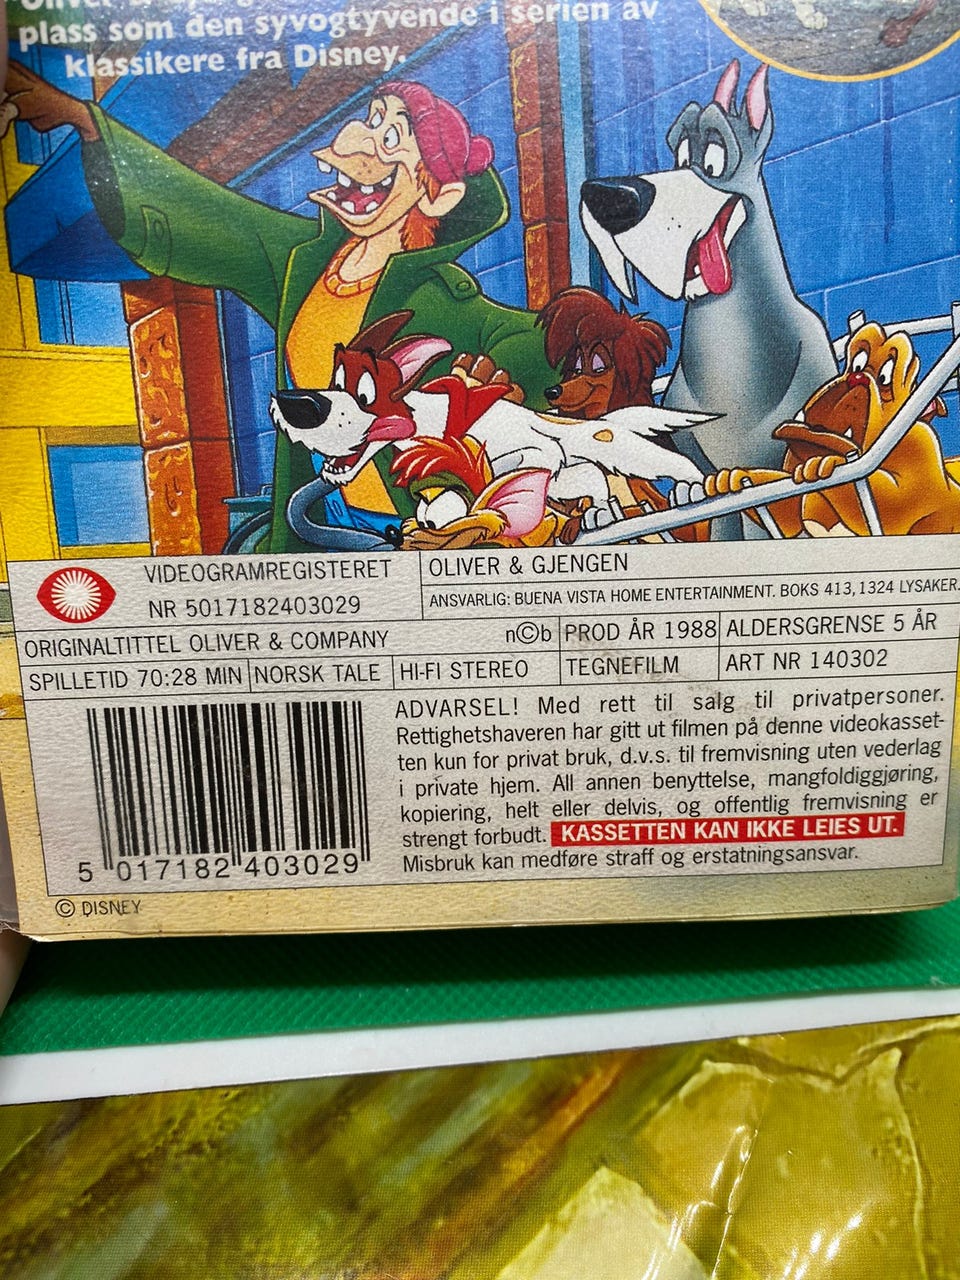 plass som den syvogtyvende i serien av
klassikere fra Disney.
VIDEOGRAMREGISTERET
NR 5017182403029
OLIVER & GJENGEN
ANSVARLIG: BUENA VISTA HOME ENTERTAINMENT. BOKS 413, 1324 LYSAKER.
ORIGINALTITTEL OLIVER & COMPANY
n©b
PROD ÅR 1988
ALDERSGRENSE 5 ÅR
SPILLETID 70:28 MIN
NORSK TALE
HI-FI STEREO
TEGNEFILM
ART NR 140302
ADVARSEL! Med rett til salg til privatpersoner.
Rettighetshaveren har gitt ut filmen på denne videokasset-
ten kun for privat bruk, d.v.s. til fremvisning uten vederlag
i private hjem. All annen benyttelse, mangfoldiggjøring,
kopiering, helt eller delvis, og offentlig fremvisning er
strengt forbudt. KASSETTEN KAN IKKE LEIES UT.
Misbruk kan medføre straff og erstatningsansvar.
5 017182 403029
© DISNEY